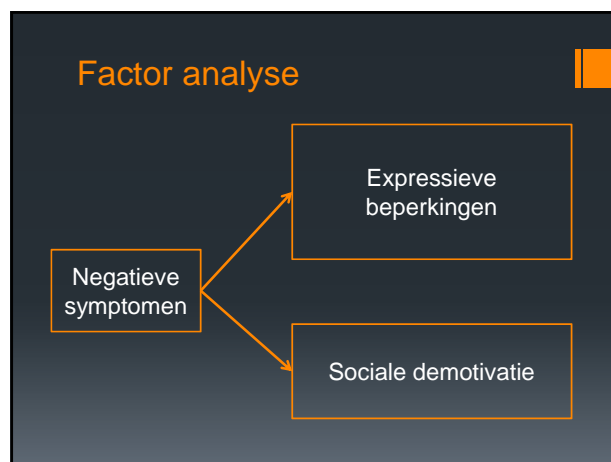 Factor analyse
Expressieve
beperkingen
Negatieve
symptomen
Sociale demotivatie